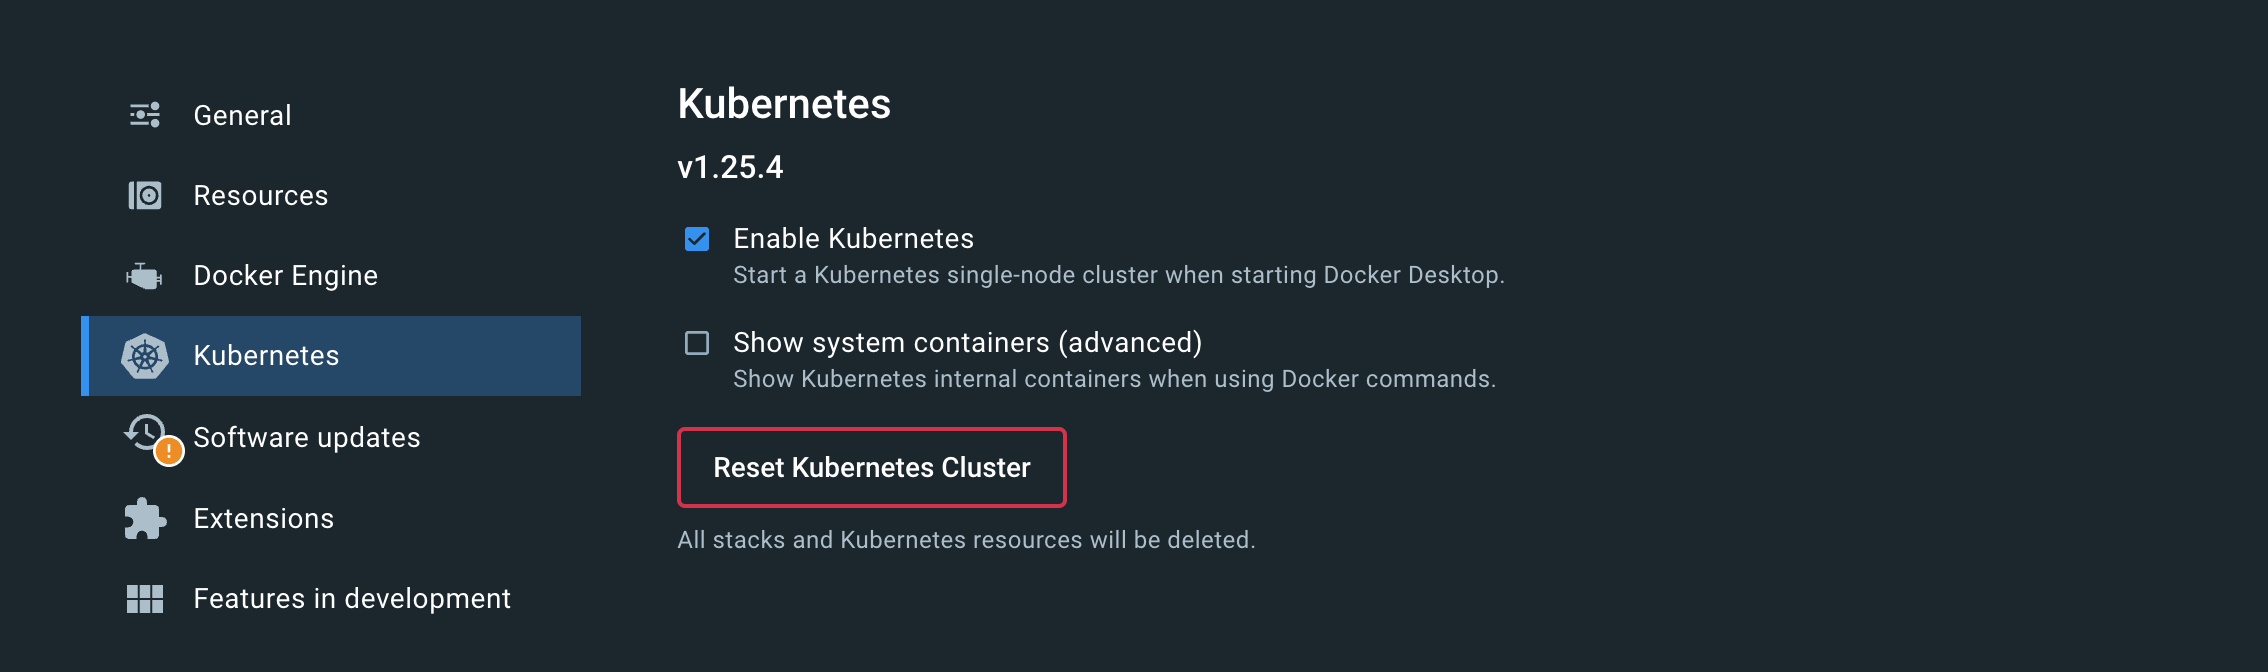 General
Resources
Docker Engine
Kubernetes
Software updates
Extensions
Features in development
Kubernetes
v1.25.4
Enable Kubernetes
Start a Kubernetes single-node cluster when starting Docker Desktop.
Show system containers (advanced)
Show Kubernetes internal containers when using Docker commands.
Reset Kubernetes Cluster
All stacks and Kubernetes resources will be deleted.